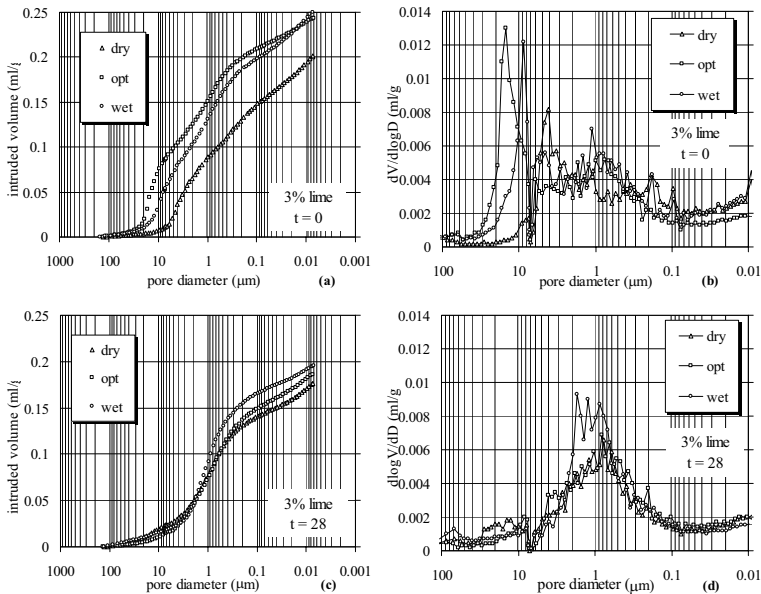 0.25
0.2
0.15
0.1
0.05
0
intruded volume (ml/g
dry
opt
wet
3% lime
t = 0
1000 100 10 1 0.1 0.01 0.001
pore diameter (µm)
(a)
0.014
0.012
0.01
0.008
0.006
0.004
0.002
0
dV/dlogD (ml/g)
dry
opt
wet
3% lime
t = 0
100 10 1 0.1 0.01
pore diameter (µm)
(b)
0.25
0.2
0.15
0.1
0.05
0
intruded volume (ml/g
dry
opt
wet
3% lime
t = 28
1000 100 10 1 0.1 0.01 0.001
pore diameter (µm)
(c)
0.014
0.012
0.01
0.008
0.006
0.004
0.002
0
dlogV/dD (ml/g)
dry
opt
wet
3% lime
t = 28
100 10 1 0.1 0.01
pore diameter (µm)
(d)